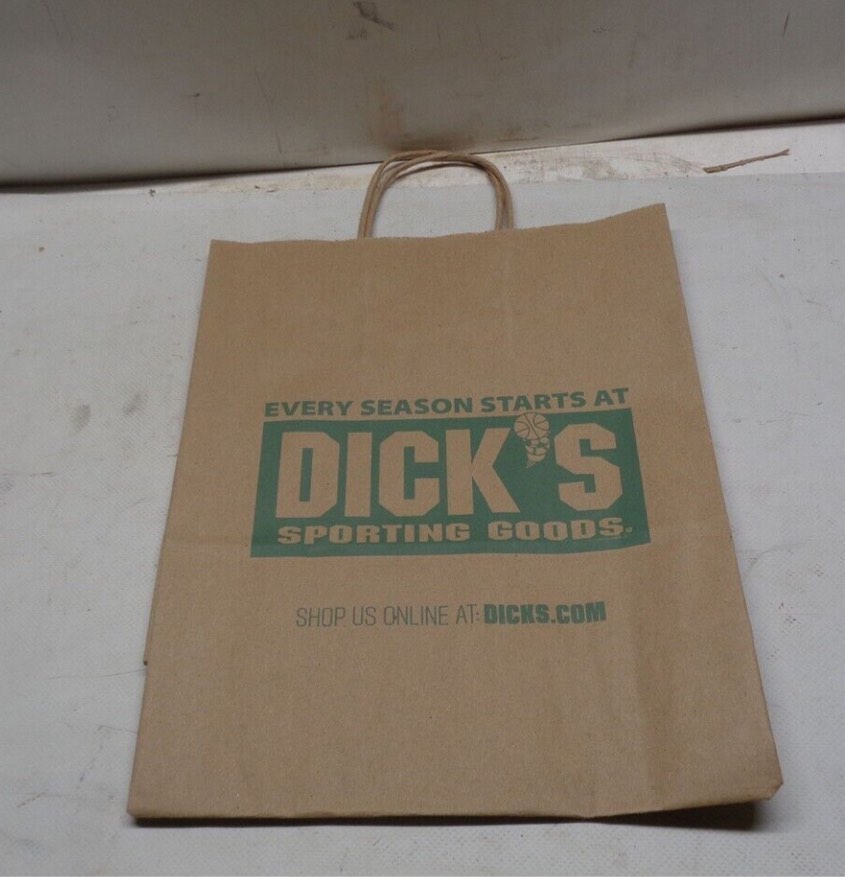 EVERY SEASON STARTS AT
DICK'S
SPORTING GOODS
SHOP US ONLINE AT: DICKS.COM